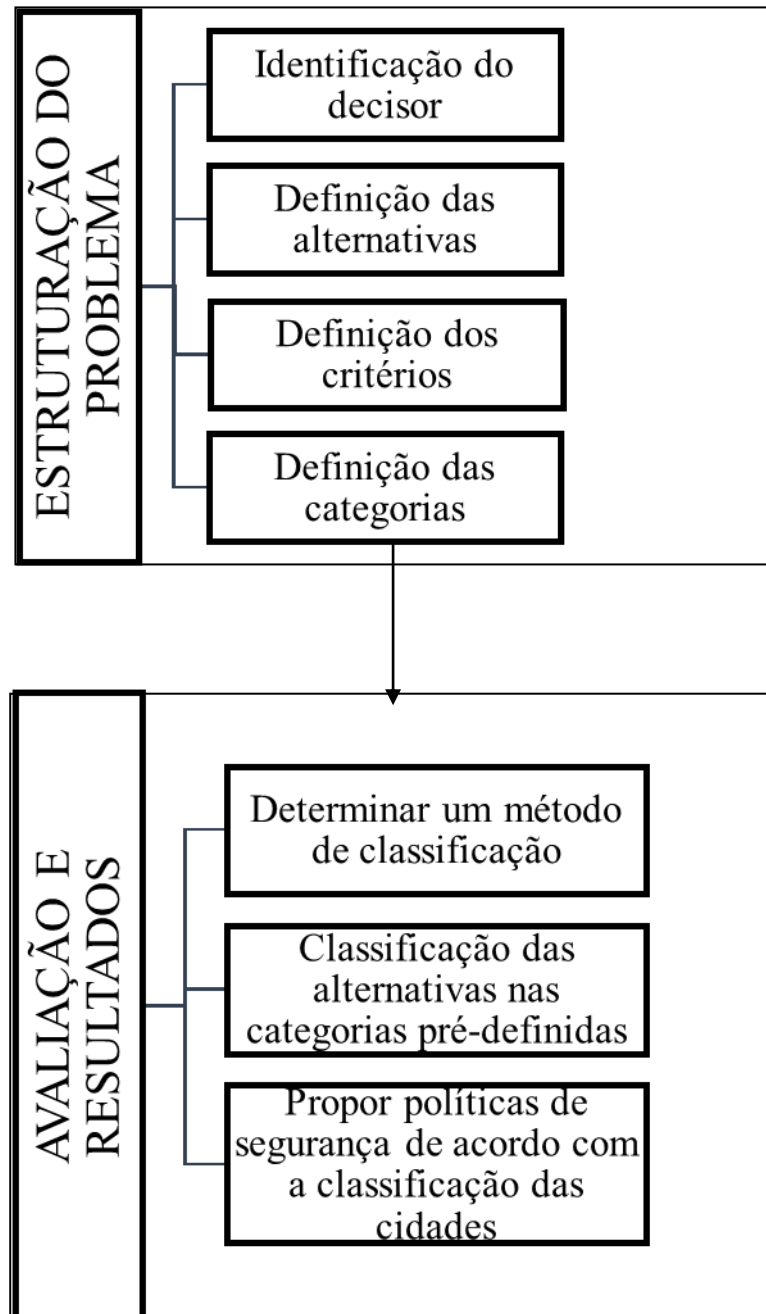 ESTRUTURAÇÃO DO
PROBLEMA
Identificação do
decisor
Definição das
alternativas
Definição dos
critérios
Definição das
categorias
AVALIAÇÃO E
RESULTADOS
Determinar um método
de classificação
Classificação das
alternativas nas
categorias pré-definidas
Propor políticas de
segurança de acordo com
a classificação das
cidades